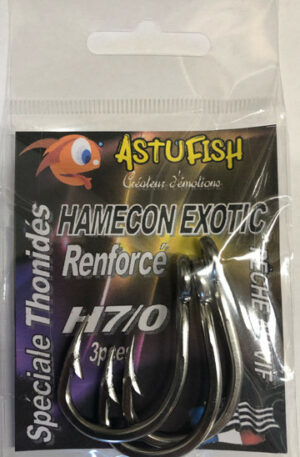 ASTUFISH
Créateur d'émotions
HAMECON EXOTIC
Renforcé
H7/0
3pces
Spéciale Thonidés